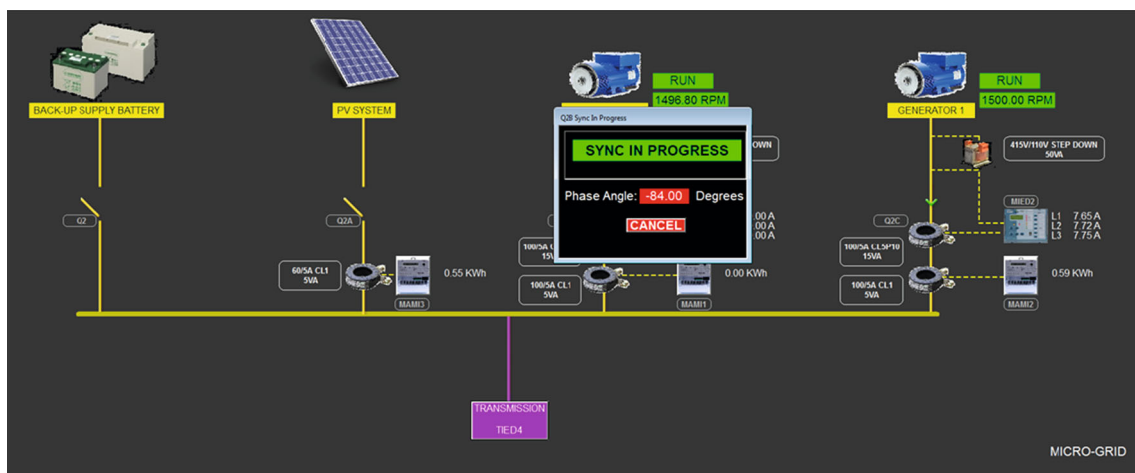 RUN
1496.80 RPM
RUN
1500.00 RPM
BACK-UP SUPPLY BATTERY
PV SYSTEM
GENERATOR 1
Q2B Sync In Progress
SYNC IN PROGRESS
Phase Angle: -84.00 Degrees
CANCEL
415V/110V STEP DOWN
50VA
MIED2
L1 7.65 A
L2 7.72 A
L3 7.75 A
Q2
Q2A
Q2C
100/5A CL5P10
15VA
60/5A CL1
5VA
0.55 KWh
MAMI3
100/5A CL1
5VA
0.00 KWh
MAMI1
100/5A CL1
5VA
0.59 KWh
MAMI2
TRANSMISSION
TIED4
MICRO-GRID